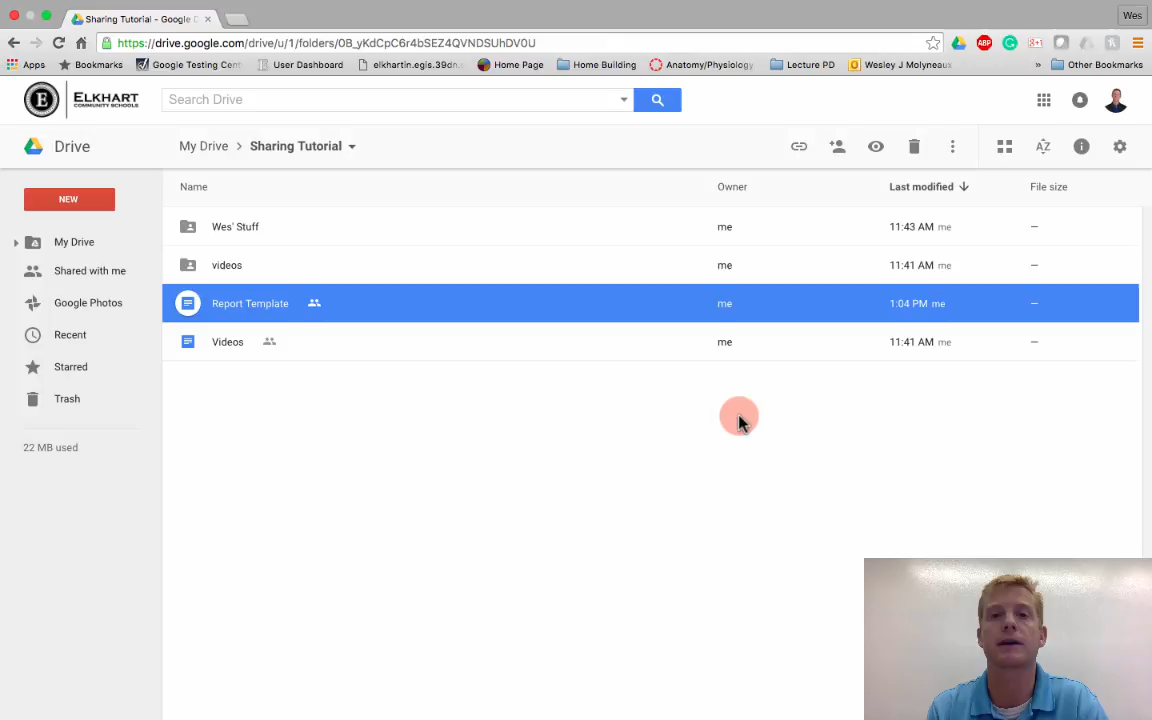 Sharing Tutorial - Google D
Wes
https://drive.google.com/drive/u/1/folders/0B_yKdCpC6r4bSEZ4QVNDSUhDV0U
Apps Bookmarks Google Testing Cent User Dashboard elkhartin.egis.39dn. Home Page Home Building Anatomy/Physiology Lecture PD Wesley J Molyneaux » Other Bookmarks
E ELKHART COMMUNITY SCHOOLS
Search Drive
Drive
My Drive > Sharing Tutorial
NEW
My Drive
Shared with me
Google Photos
Recent
Starred
Trash
22 MB used
Name Owner Last modified File size
Wes' Stuff me 11:43 AM me —
videos me 11:41 AM me —
Report Template me 1:04 PM me —
Videos me 11:41 AM me —